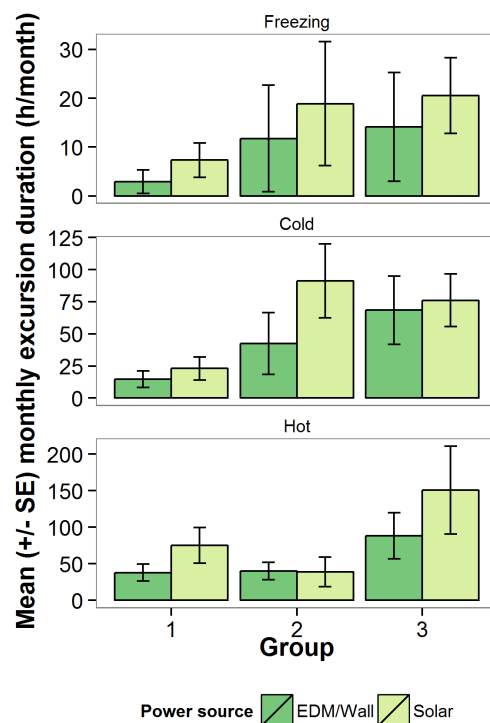 Mean (+/- SE) monthly excursion duration (h/month)
Freezing
30
20
10
0
Cold
125
100
75
50
25
0
Hot
200
150
100
50
0
1 2 3
Group
Power source EDM/Wall Solar